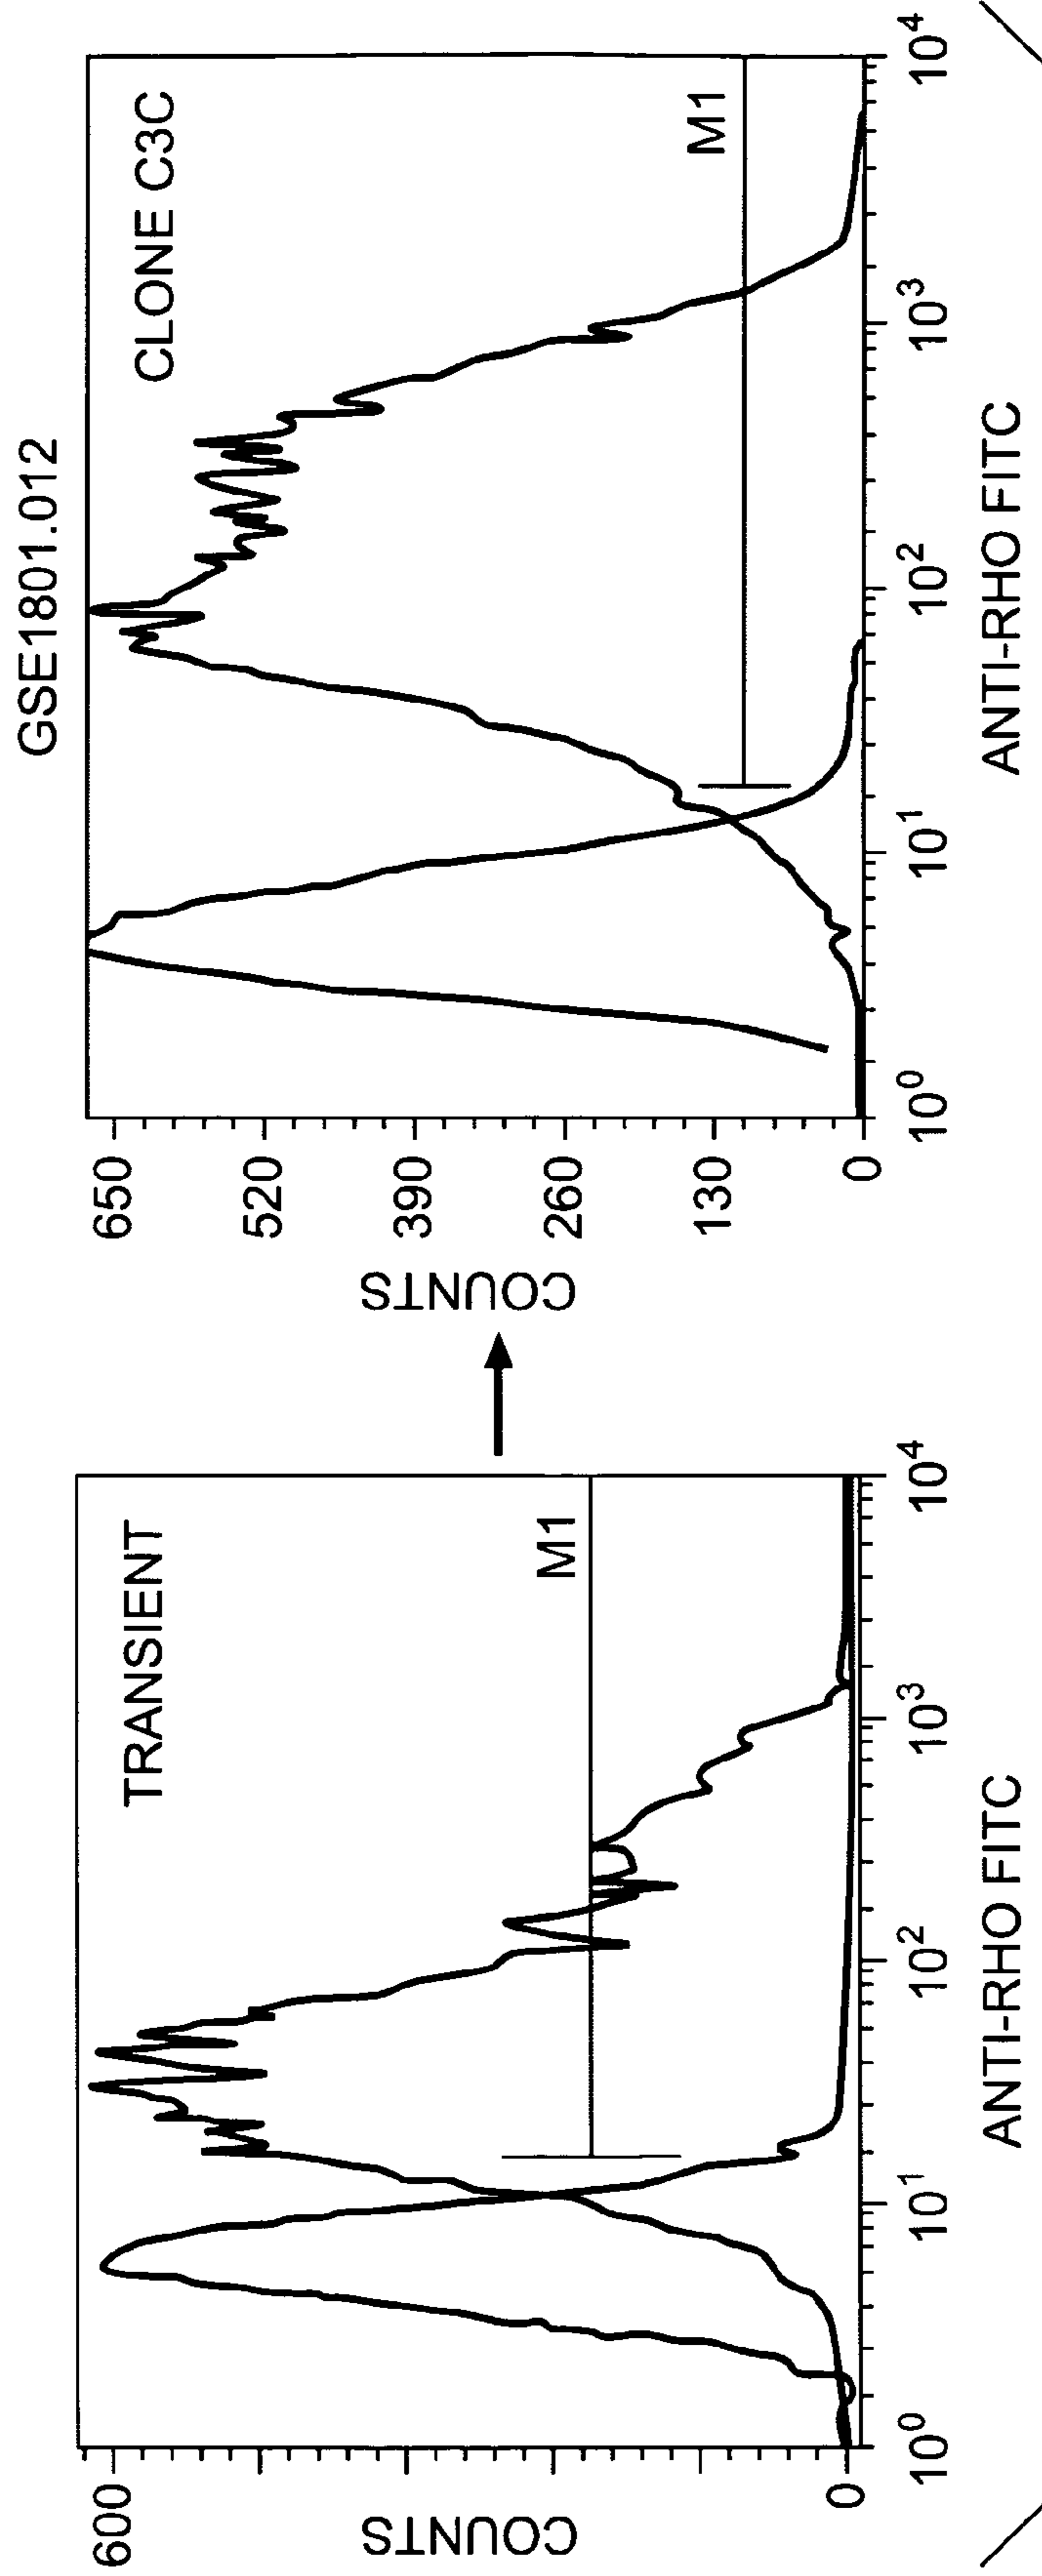 TRANSIENT
COUNTS
600
0
M1
10⁰
10¹
10²
10³
10⁴
ANTI-RHO FITC
GSE1801.012
CLONE C3C
COUNTS
650
520
390
260
130
0
M1
10⁰
10¹
10²
10³
10⁴
ANTI-RHO FITC